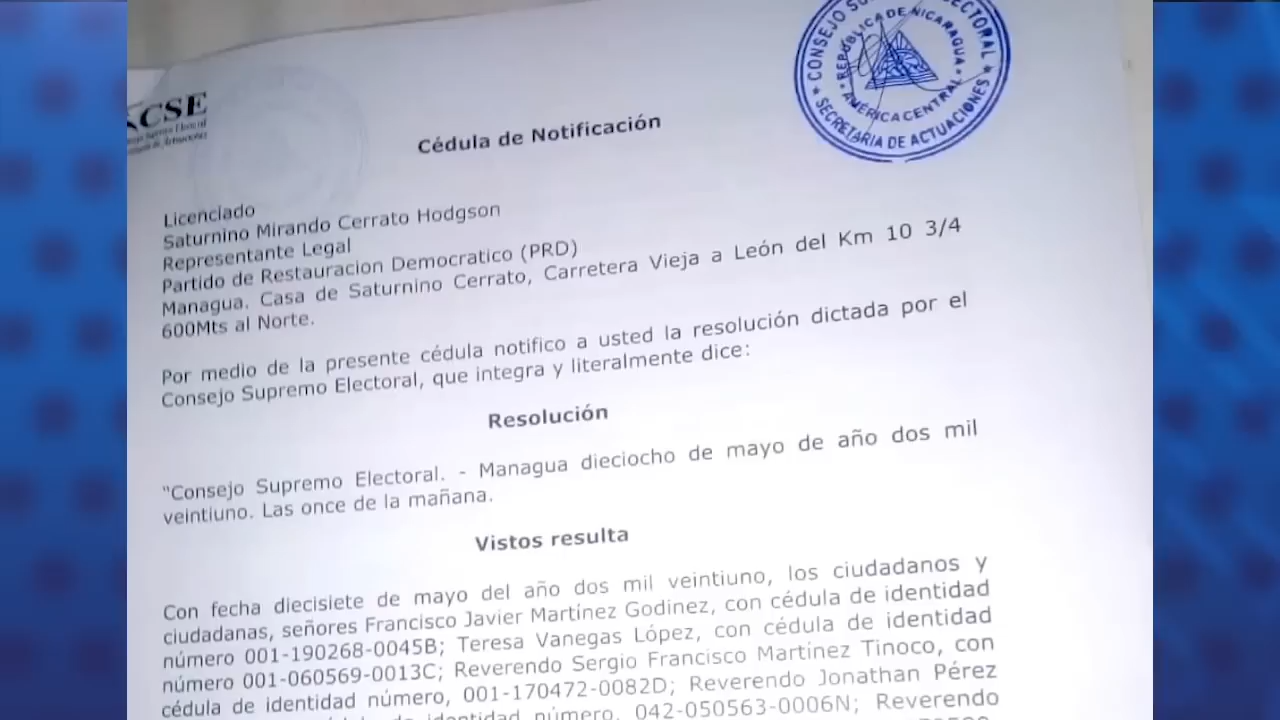 CSE
Cédula de Notificación
CONSEJO SU ECTORAL
REPÚBLICA DE NICARAGUA
AMÉRICA CENTRAL
SECRETARIA DE ACTUACIONES
Licenciado
Saturnino Mirando Cerrato Hodgson
Representante Legal
Partido de Restauracion Democratico (PRD)
Managua. Casa de Saturnino Cerrato, Carretera Vieja a León del Km 10 3/4
600Mts al Norte.
Por medio de la presente cédula notifico a usted la resolución dictada por el
Consejo Supremo Electoral, que integra y literalmente dice:
Resolución
"Consejo Supremo Electoral. - Managua dieciocho de mayo de año dos mil
veintiuno. Las once de la mañana.
Vistos resulta
Con fecha diecisiete de mayo del año dos mil veintiuno, los ciudadanos y
ciudadanas, señores Francisco Javier Martínez Godinez, con cédula de identidad
número 001-190268-0045B; Teresa Vanegas López, con cédula de identidad
número 001-060569-0013C; Reverendo Sergio Francisco Martinez Tinoco, con
cédula de identidad número, 001-170472-0082D; Reverendo Jonathan Pérez
identidad número, 042-050563-0006N; Reverendo